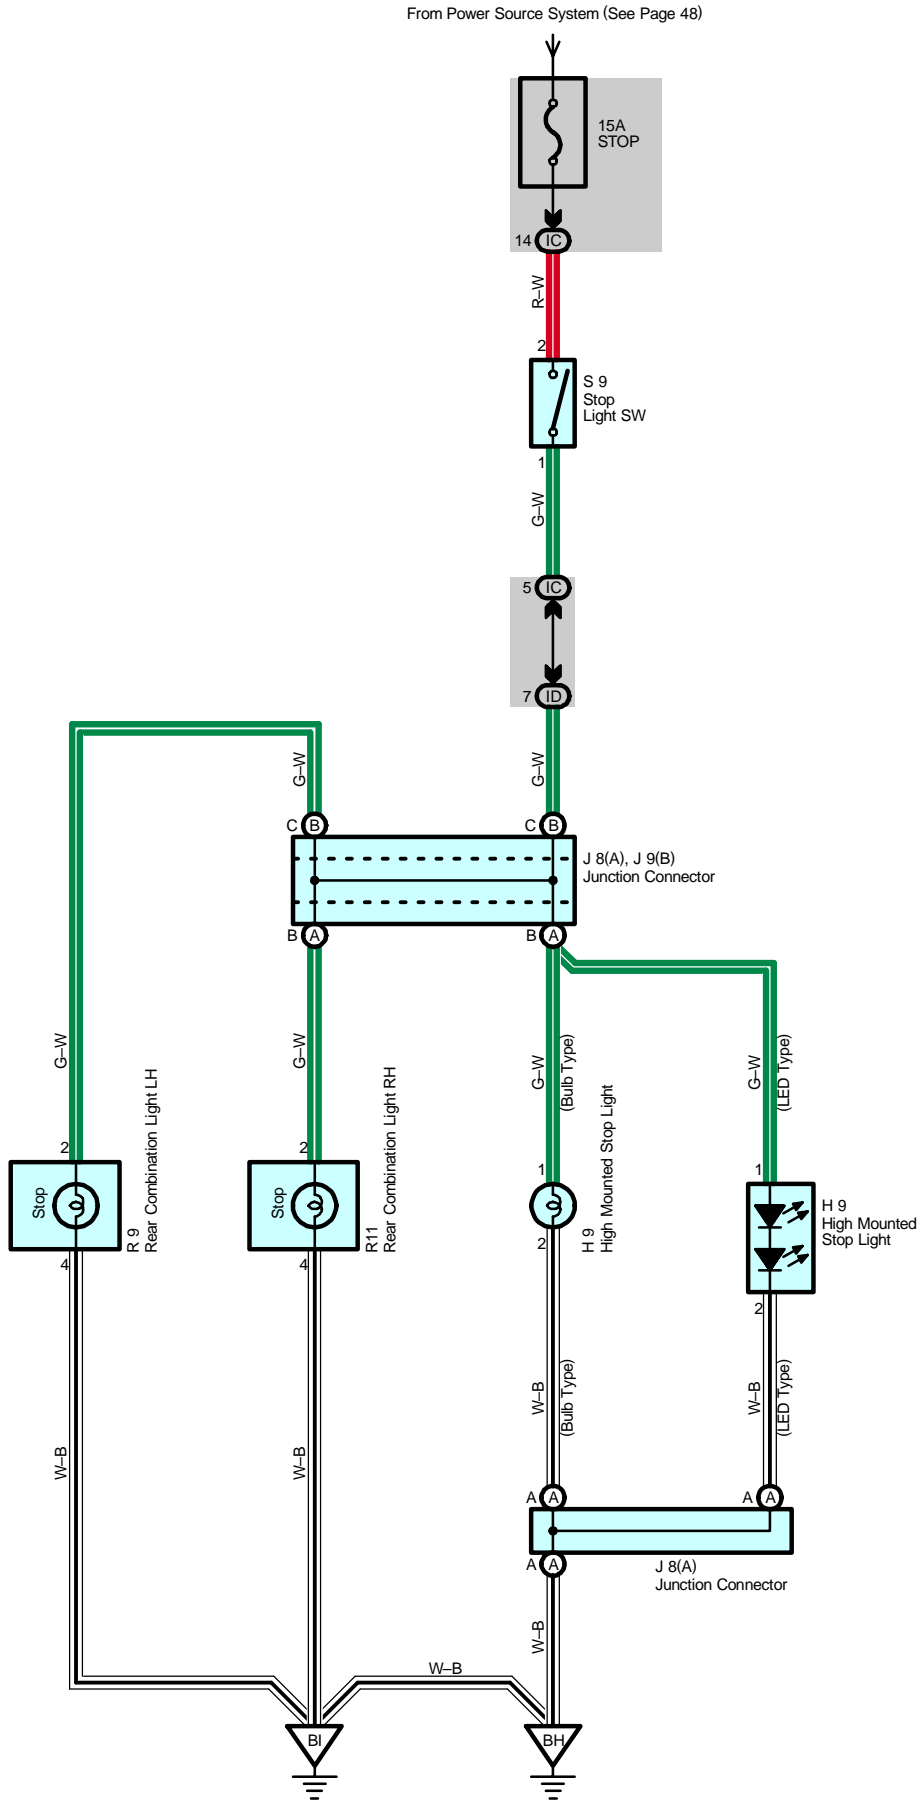 From Power Source System (See Page 48)
15A
STOP
14
IC
R–W
2
S 9
Stop
Light SW
1
G–W
5
IC
7
ID
G–W
G–W
C
B
C
B
J 8(A), J 9(B)
Junction Connector
B
A
B
A
G–W
G–W
G–W
(Bulb Type)
G–W
(LED Type)
2
Stop
4
R 9
Rear Combination Light LH
2
Stop
4
R11
Rear Combination Light RH
1
2
H 9
High Mounted Stop Light
1
H 9
High Mounted
Stop Light
2
W–B
W–B
W–B
(Bulb Type)
W–B
(LED Type)
A
A
A
A
A
A
J 8(A)
Junction Connector
W–B
W–B
BI
BH